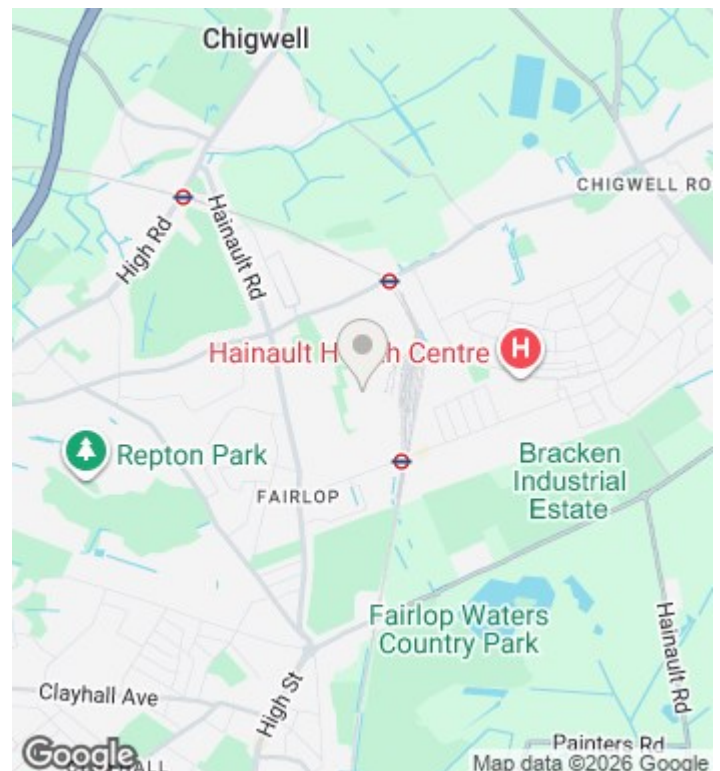 Chigwell
CHIGWELL RO
High Rd
Hainault Rd
Hainault H th Centre
H
Repton Park
Bracken
Industrial
Estate
FAIRLOP
Fairlop Waters
Country Park
Hainault Rd
Clayhall Ave
High St
Painters Rd
Google
Map data ©2026 Google